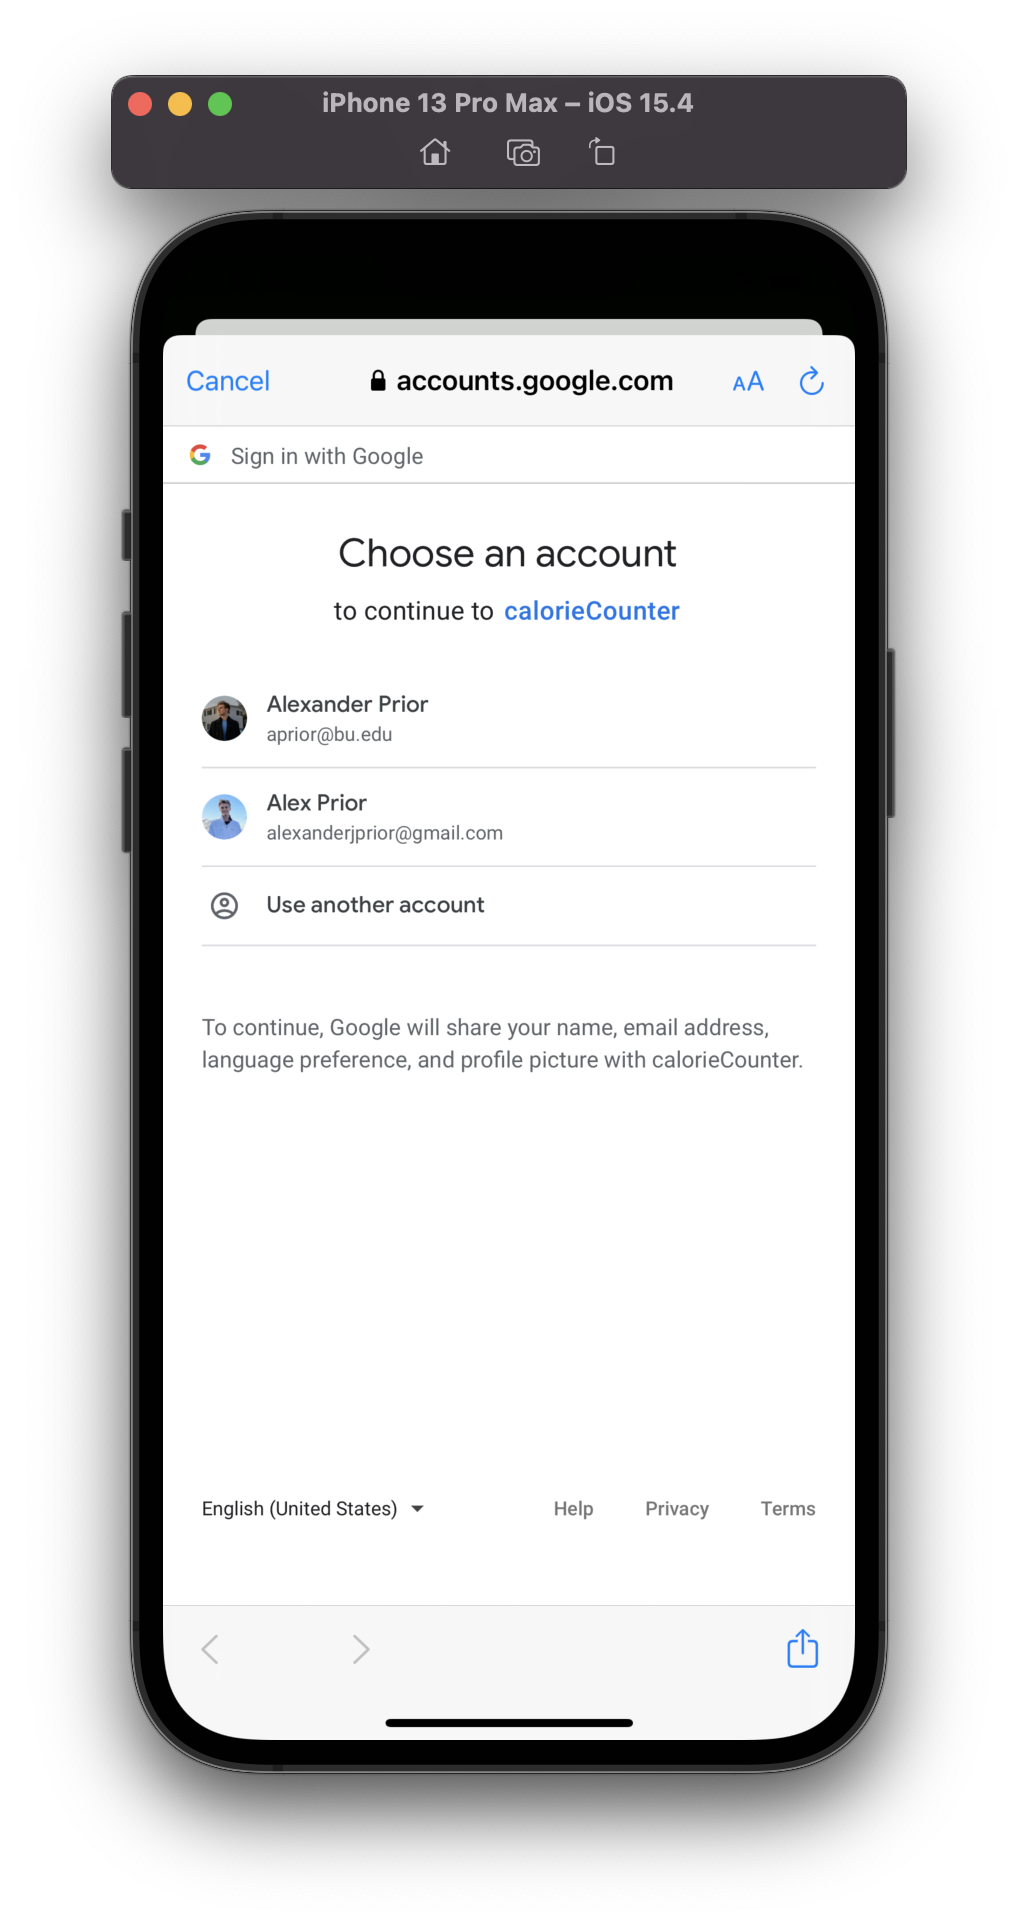 iPhone 13 Pro Max – iOS 15.4
Cancel accounts.google.com AA
Sign in with Google
Choose an account
to continue to calorieCounter
Alexander Prior
aprior@bu.edu
Alex Prior
alexanderjprior@gmail.com
Use another account
To continue, Google will share your name, email address,
language preference, and profile picture with calorieCounter.
English (United States) Help Privacy Terms